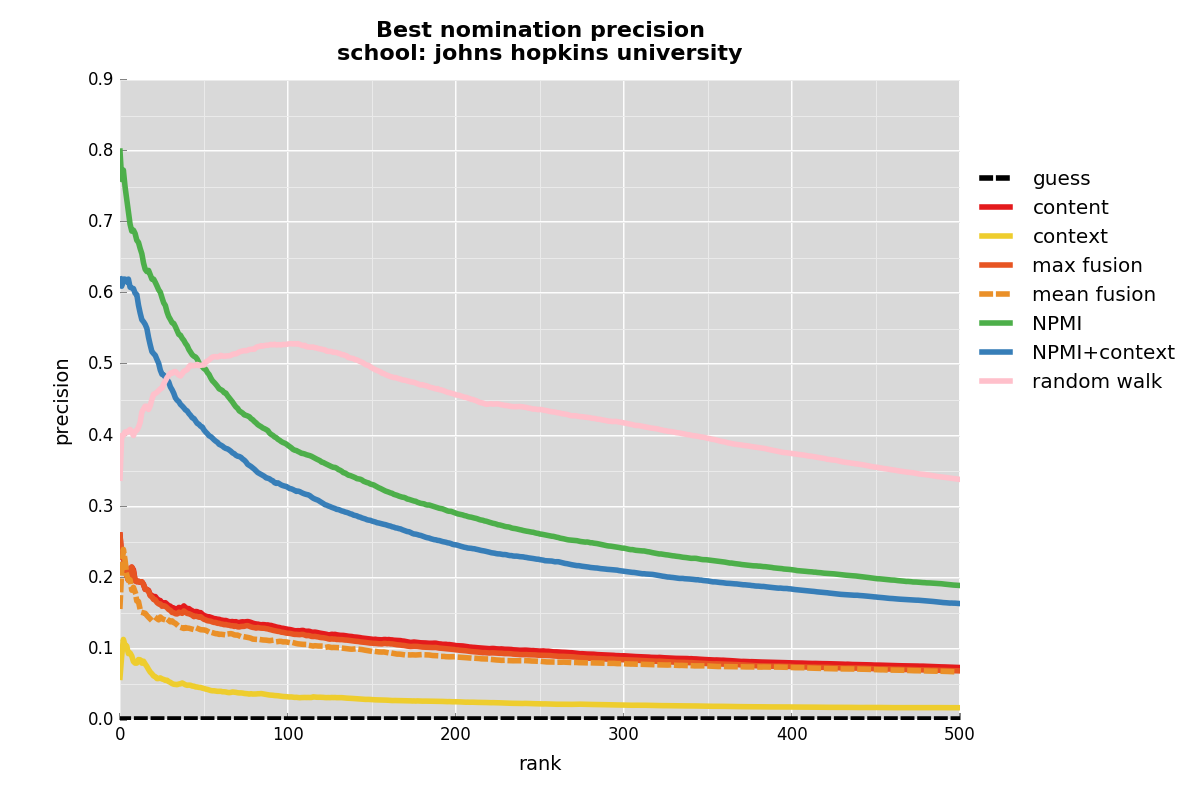 Best nomination precision
school: johns hopkins university
0.9
0.8
0.7
0.6
0.5
0.4
0.3
0.2
0.1
0.0
precision
0 100 200 300 400 500
rank
guess
content
context
max fusion
mean fusion
NPMI
NPMI+context
random walk